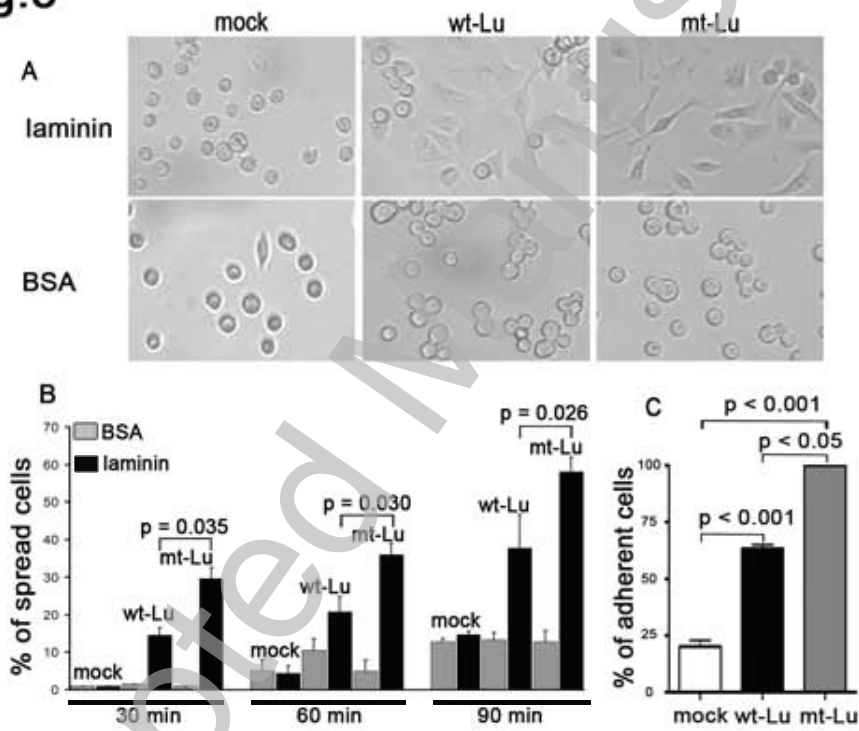 mock wt-Lu mt-Lu
A
laminin
BSA
B
70
60
50
40
30
20
10
0
% of spread cells
BSA
laminin
mock
wt-Lu
mt-Lu
p = 0.035
30 min
mock
wt-Lu
mt-Lu
p = 0.030
60 min
mock
wt-Lu
mt-Lu
p = 0.026
90 min
C
p < 0.001
p < 0.05
p < 0.001
100
75
50
25
0
% of adherent cells
mock wt-Lu mt-Lu